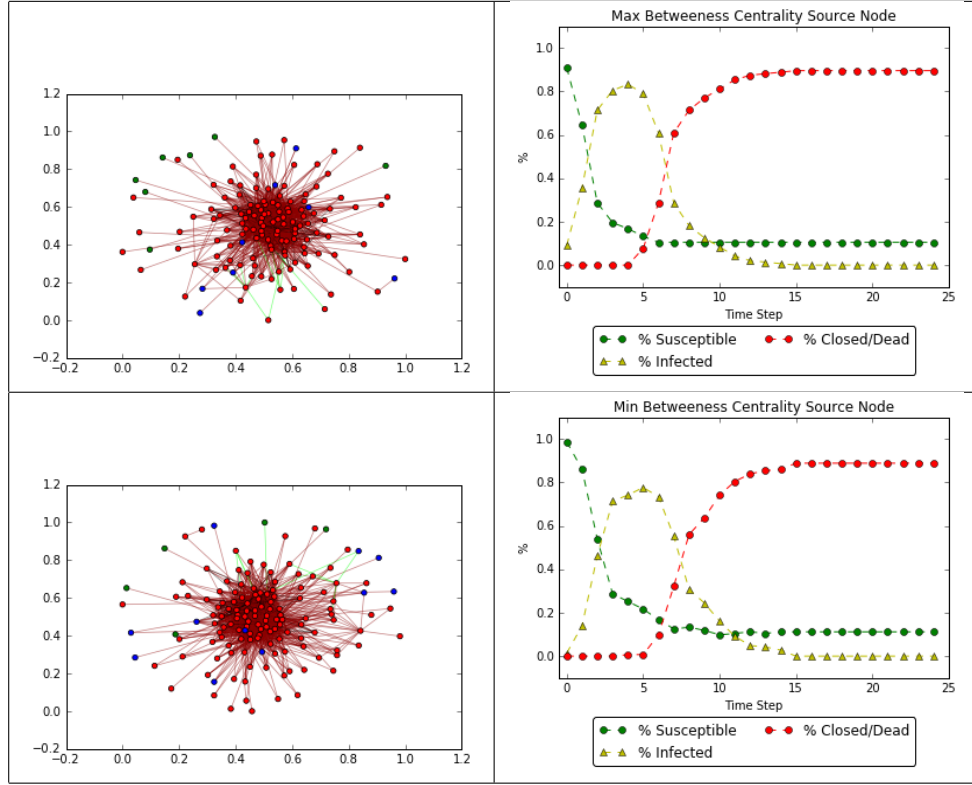 Max Betweeness Centrality Source Node
1.2
1.0
0.8
0.6
0.4
0.2
0.0
−0.2
−0.2 0.0 0.2 0.4 0.6 0.8 1.0 1.2
1.0
0.8
0.6
0.4
0.2
0.0
%
0 5 10 15 20 25
Time Step
% Susceptible
% Infected
% Closed/Dead
Min Betweeness Centrality Source Node
1.2
1.0
0.8
0.6
0.4
0.2
0.0
−0.2
−0.2 0.0 0.2 0.4 0.6 0.8 1.0 1.2
1.0
0.8
0.6
0.4
0.2
0.0
%
0 5 10 15 20 25
Time Step
% Susceptible
% Infected
% Closed/Dead